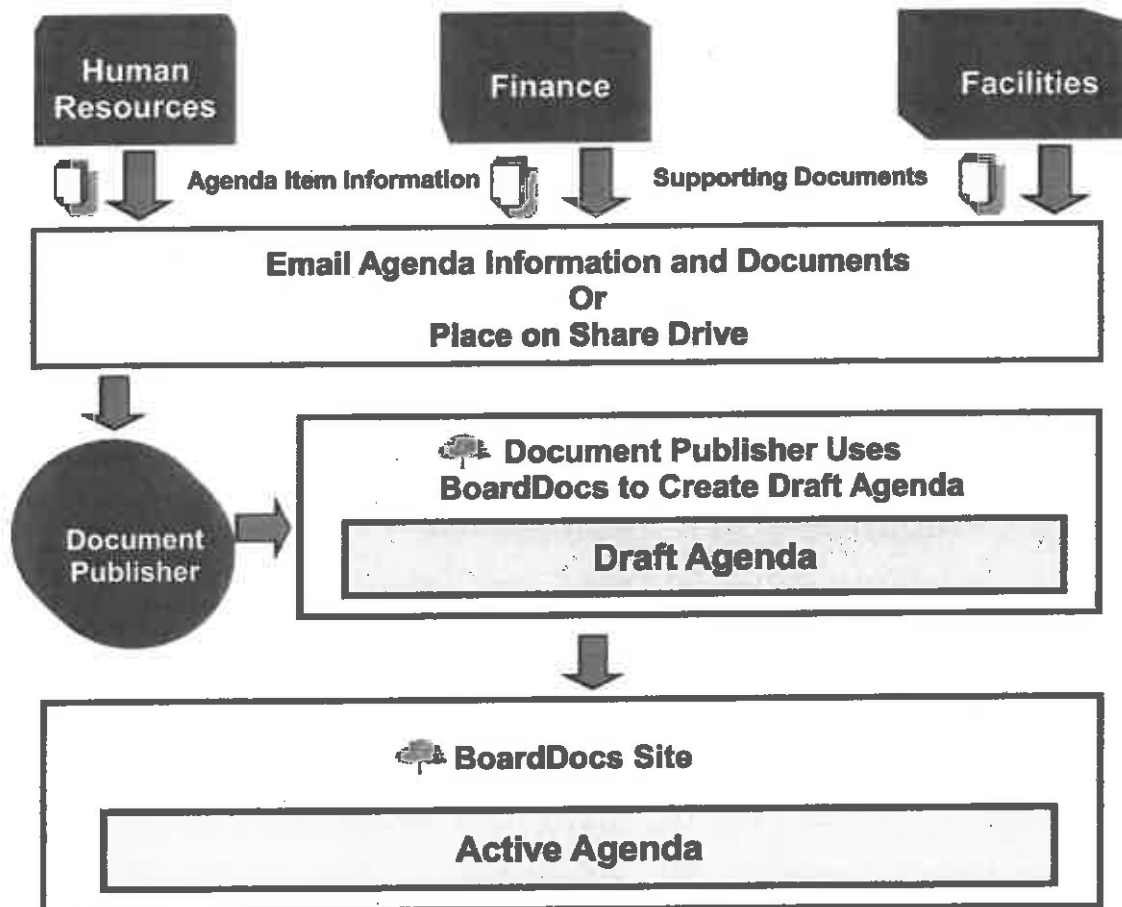 Human
Resources
Finance
Facilities
Agenda Item Information
Supporting Documents
Email Agenda Information and Documents
Or
Place on Share Drive
Document
Publisher
Document Publisher Uses
BoardDocs to Create Draft Agenda
Draft Agenda
BoardDocs Site
Active Agenda